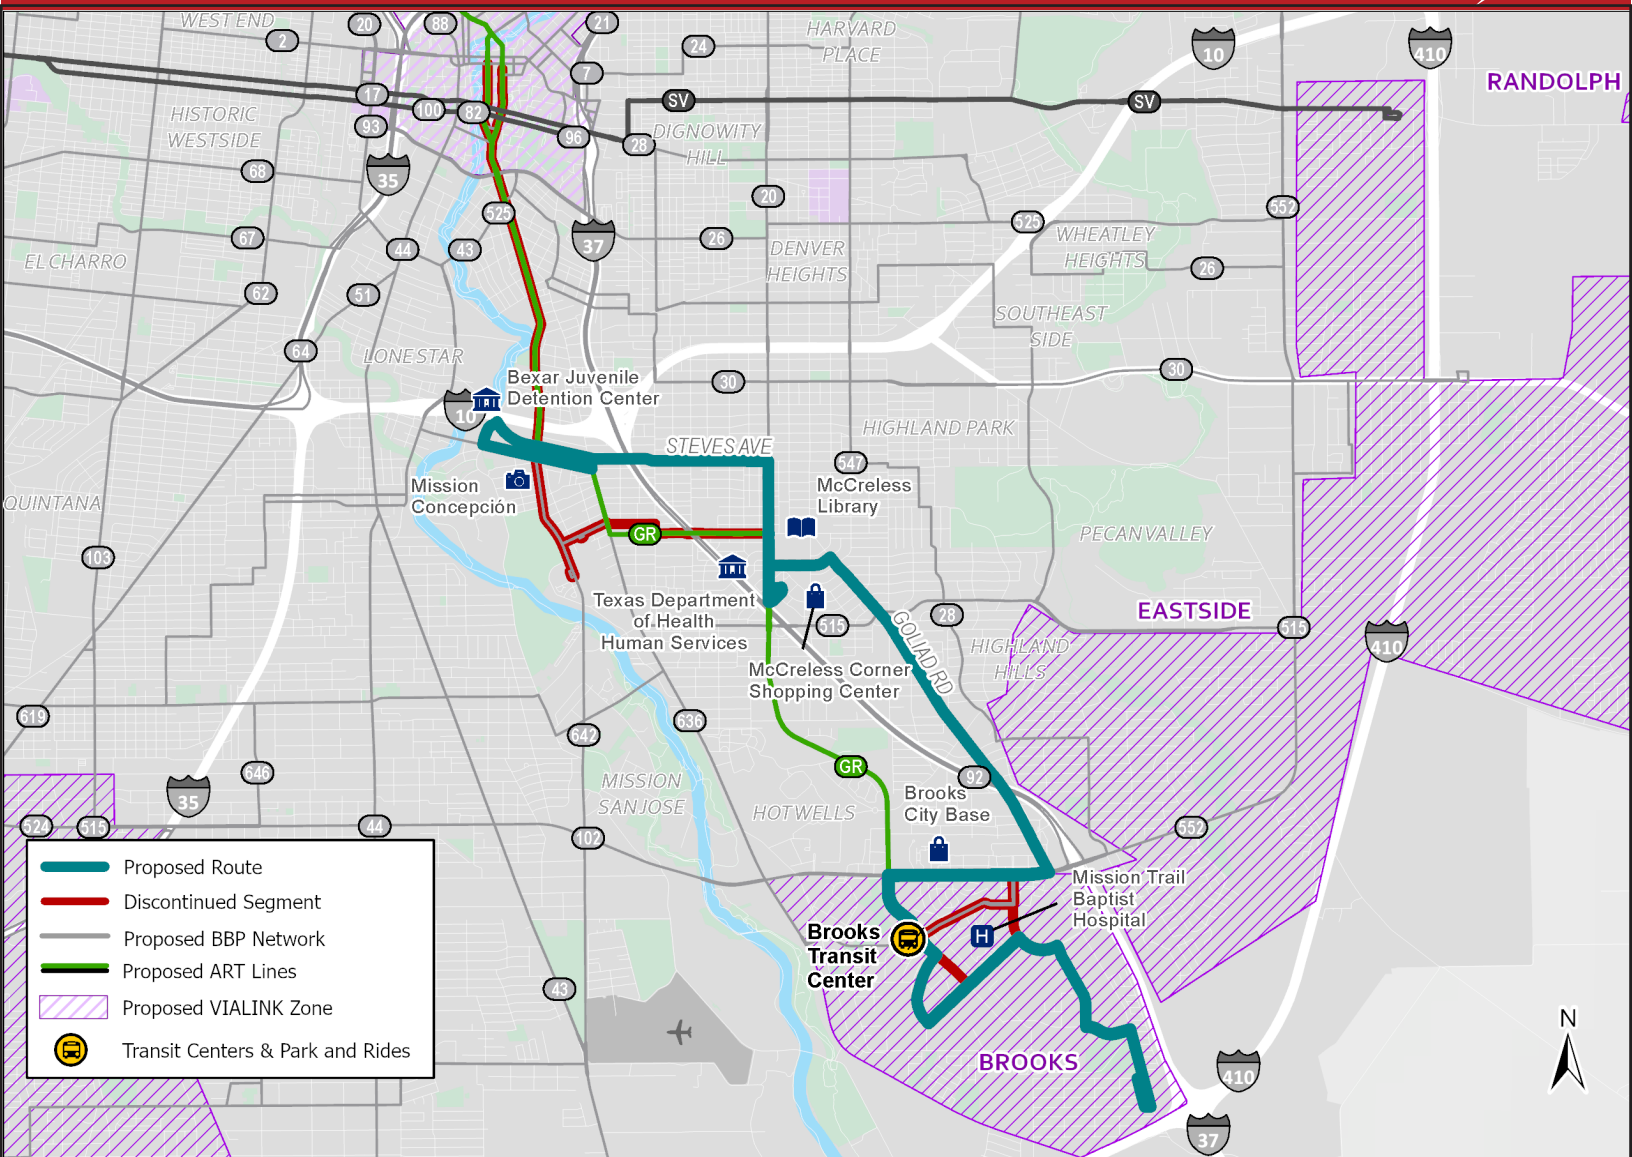 WEST END
20
88
21
2
24
HARVARD
PLACE
10
410
7
RANDOLPH
17
100
82
SV
SV
HISTORIC
WESTSIDE
93
96
28
DIGNOWITY
HILL
68
35
20
525
552
67
44
43
37
26
525
WHEATLEY
HEIGHTS
EL CHARRO
DENVER
HEIGHTS
26
62
51
SOUTHEAST
SIDE
64
LONESTAR
30
30
Bexar Juvenile
Detention Center
10
HIGHLAND PARK
STEVES AVE
547
Mission
Concepción
McCreless
Library
QUINTANA
GR
PECAN VALLEY
103
Texas Department
of Health
Human Services
515
28
EASTSIDE
515
410
GOLIAD RD
HIGHLAND
HILLS
McCreless Corner
Shopping Center
619
642
636
GR
92
646
35
MISSION
SAN JOSE
HOT WELLS
Brooks
City Base
524
515
44
102
552
Mission Trail
Baptist
Hospital
H
Brooks
Transit
Center
43
BROOKS
410
37
N
Proposed Route
Discontinued Segment
Proposed BBP Network
Proposed ART Lines
Proposed VIALINK Zone
Transit Centers & Park and Rides